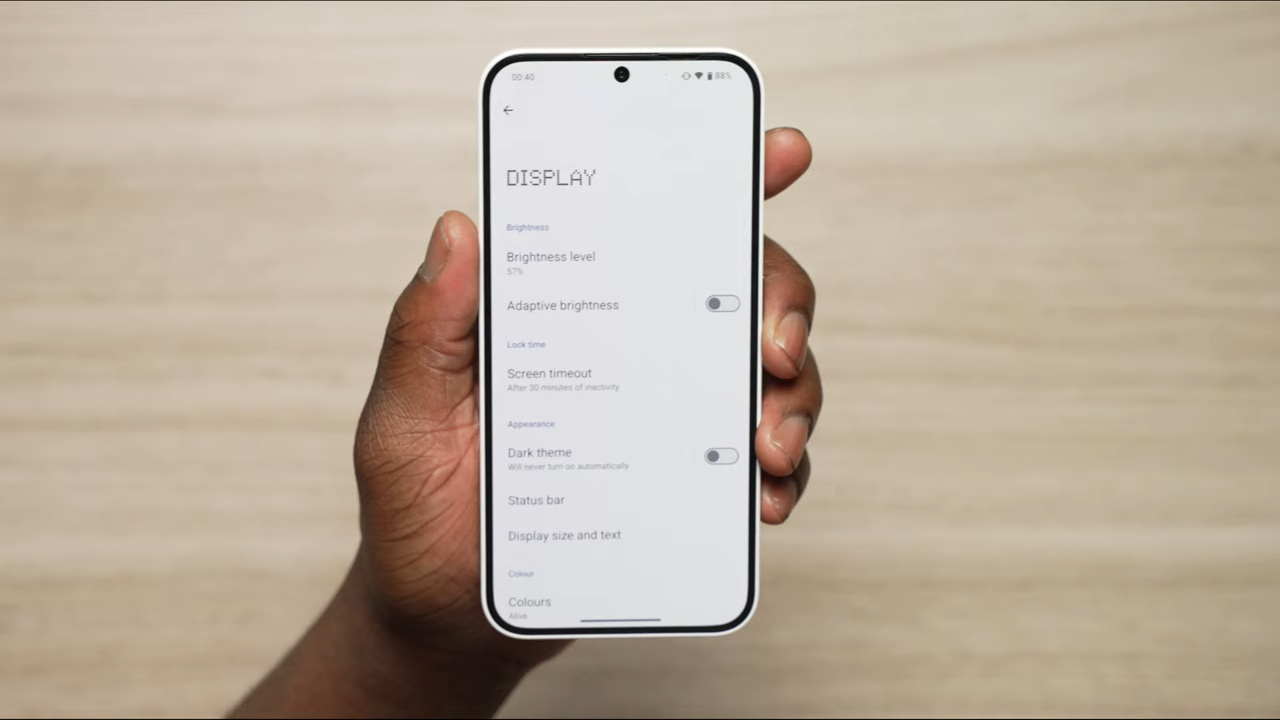 00:40
88%
DISPLAY
Brightness
Brightness level
57%
Adaptive brightness
Lock time
Screen timeout
After 30 minutes of inactivity
Appearance
Dark theme
Will never turn on automatically
Status bar
Display size and text
Colour
Colours
Alive